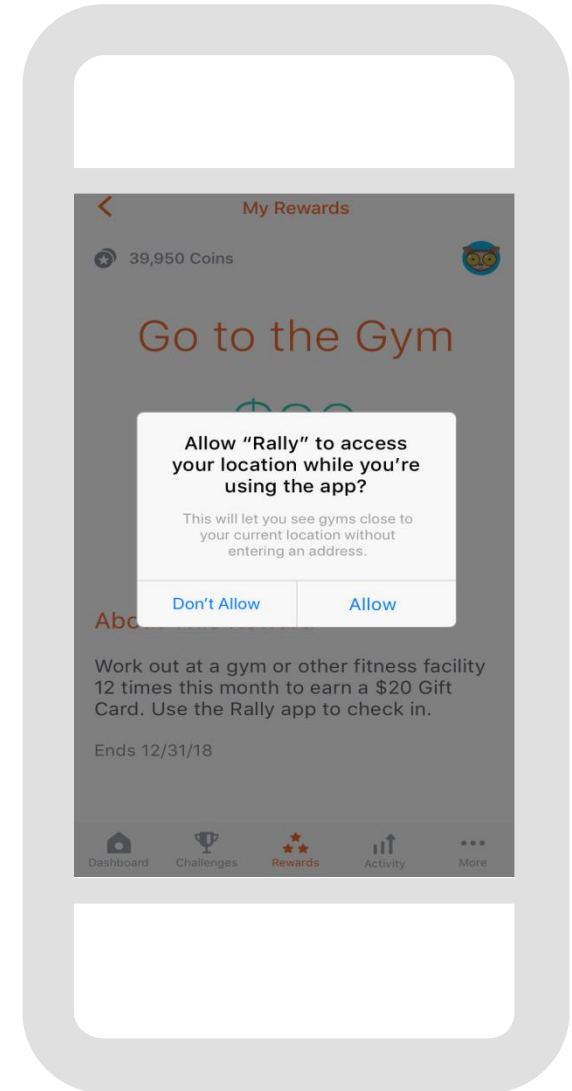 My Rewards
39,950 Coins
Go to the Gym
Allow “Rally” to access
your location while you’re
using the app?
This will let you see gyms close to
your current location without
entering an address.
Don’t Allow
Allow
Work out at a gym or other fitness facility
12 times this month to earn a $20 Gift
Card. Use the Rally app to check in.
Ends 12/31/18
Dashboard
Challenges
Rewards
Activity
More